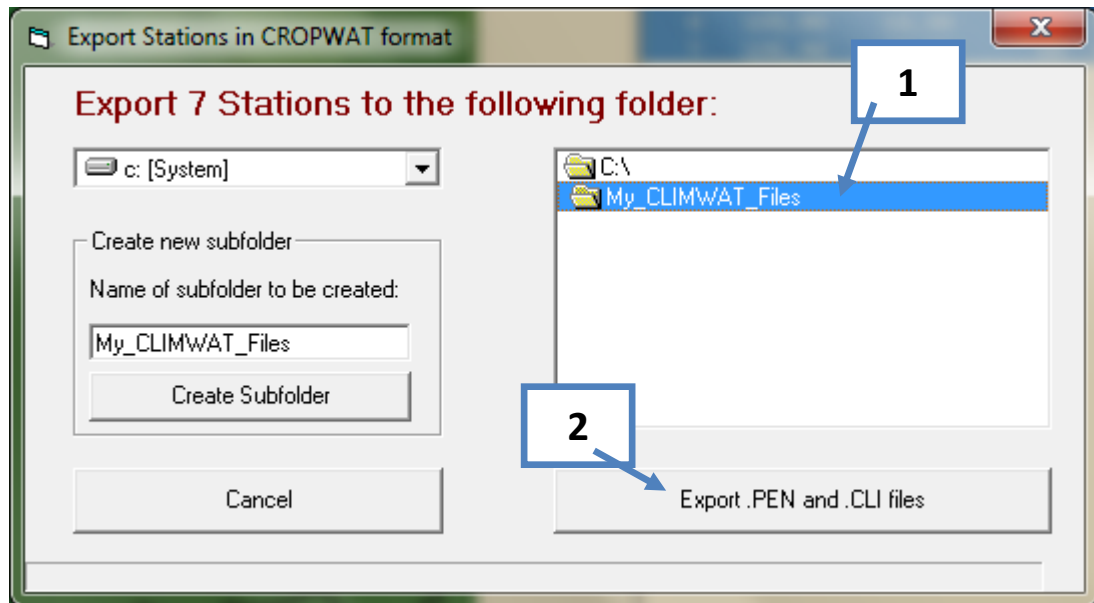 Export Stations in CROPWAT format
Export 7 Stations to the following folder:
1
c: [System]
C:\
My_CLIMWAT_Files
Create new subfolder
Name of subfolder to be created:
My_CLIMWAT_Files
Create Subfolder
2
Cancel
Export .PEN and .CLI files